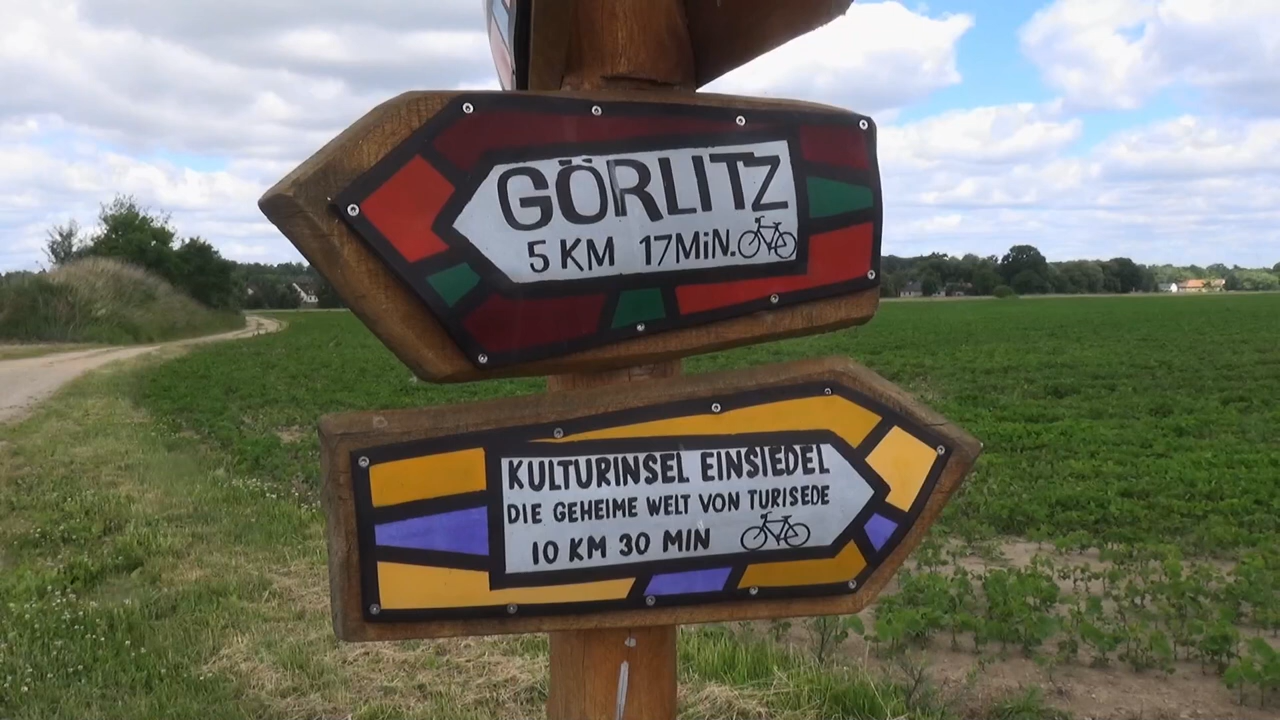 GÖRLITZ
5 KM 17MiN.
KULTURINSEL EINSIEDEL
DIE GEHEIME WELT VON TURISEDE
10 KM 30 MIN